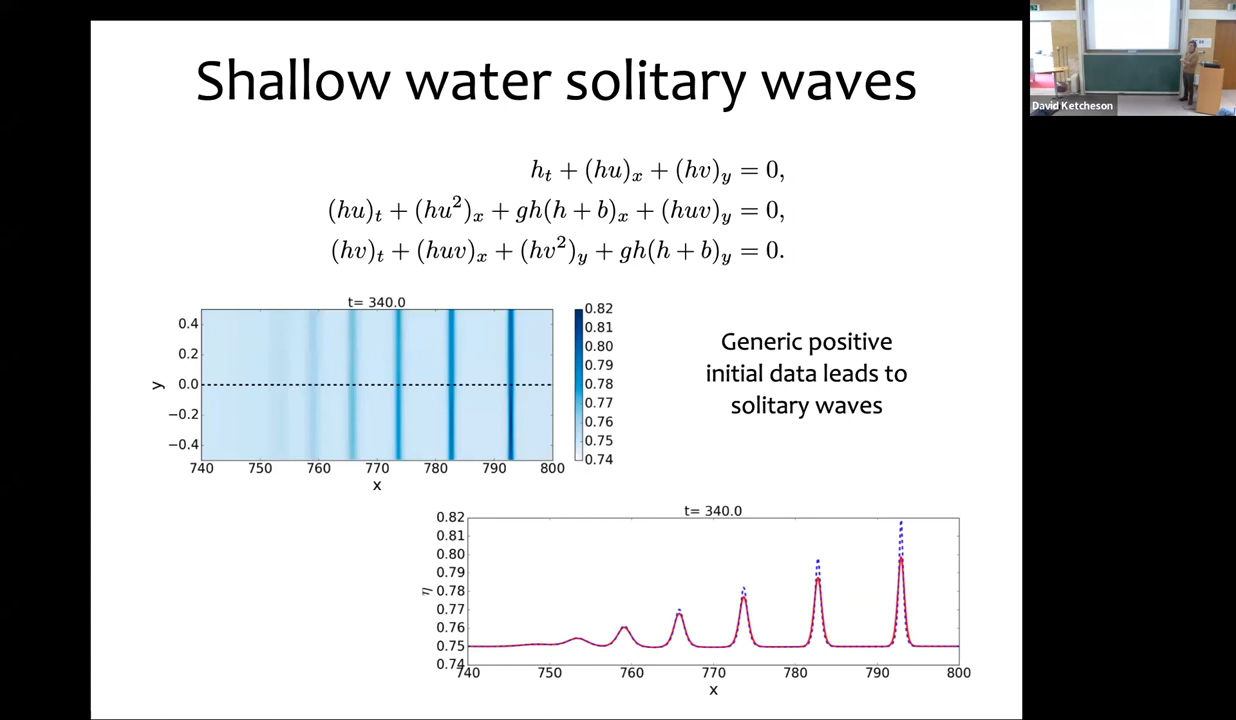 Shallow water solitary waves
David Ketcheson
h_t + (hu)_x + (hv)_y = 0,
(hu)_t + (hu²)_x + gh(h + b)_x + (huv)_y = 0,
(hv)_t + (huv)_x + (hv²)_y + gh(h + b)_y = 0.
t= 340.0
0.4
0.2
0.0
−0.2
−0.4
y
740 750 760 770 780 790 800
x
0.82
0.81
0.80
0.79
0.78
0.77
0.76
0.75
0.74
Generic positive
initial data leads to
solitary waves
t= 340.0
0.82
0.81
0.80
0.79
0.78
0.77
0.76
0.75
0.74
η
740 750 760 770 780 790 800
x